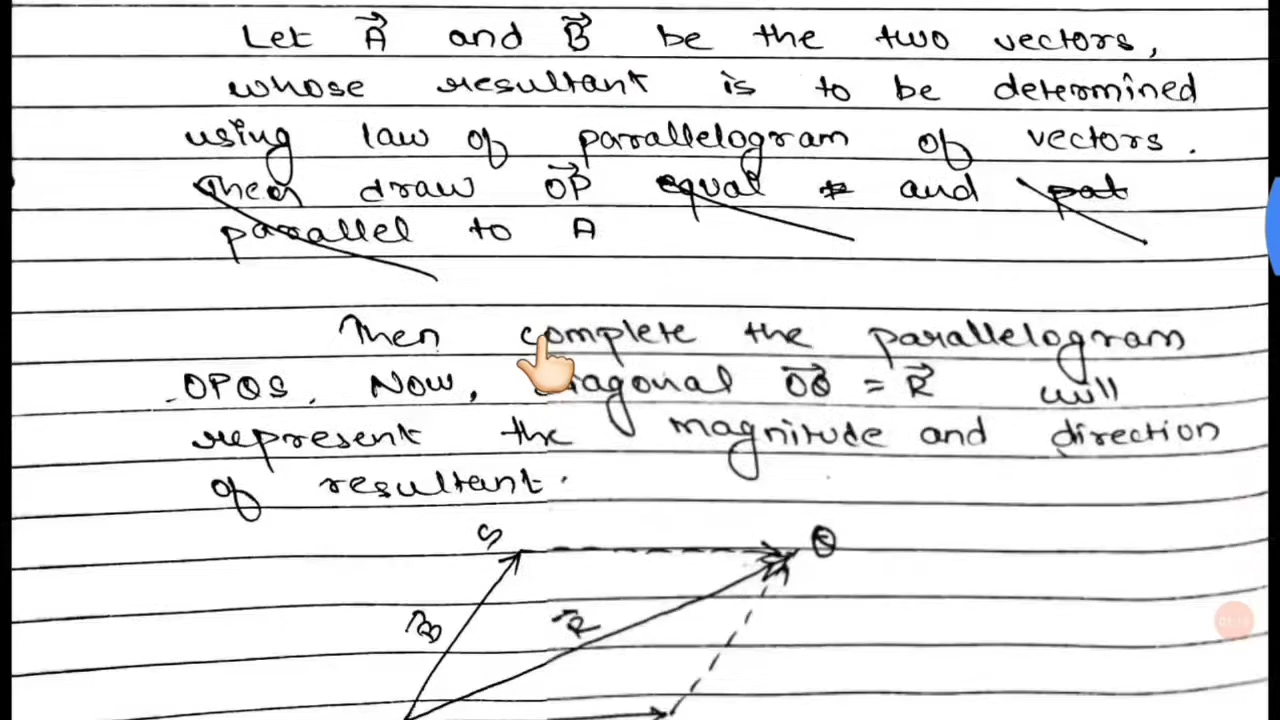 Let A⃗ and B⃗ be the two vectors,
whose resultant is to be determined
using law of parallelogram of vectors.
Then draw OP⃗ equal and pat
parallel to A
Then complete the parallelogram
OPQS. Now, diagonal OQ⃗ = R⃗ will
represent the magnitude and direction
of resultant.
S Q
B⃗ R⃗